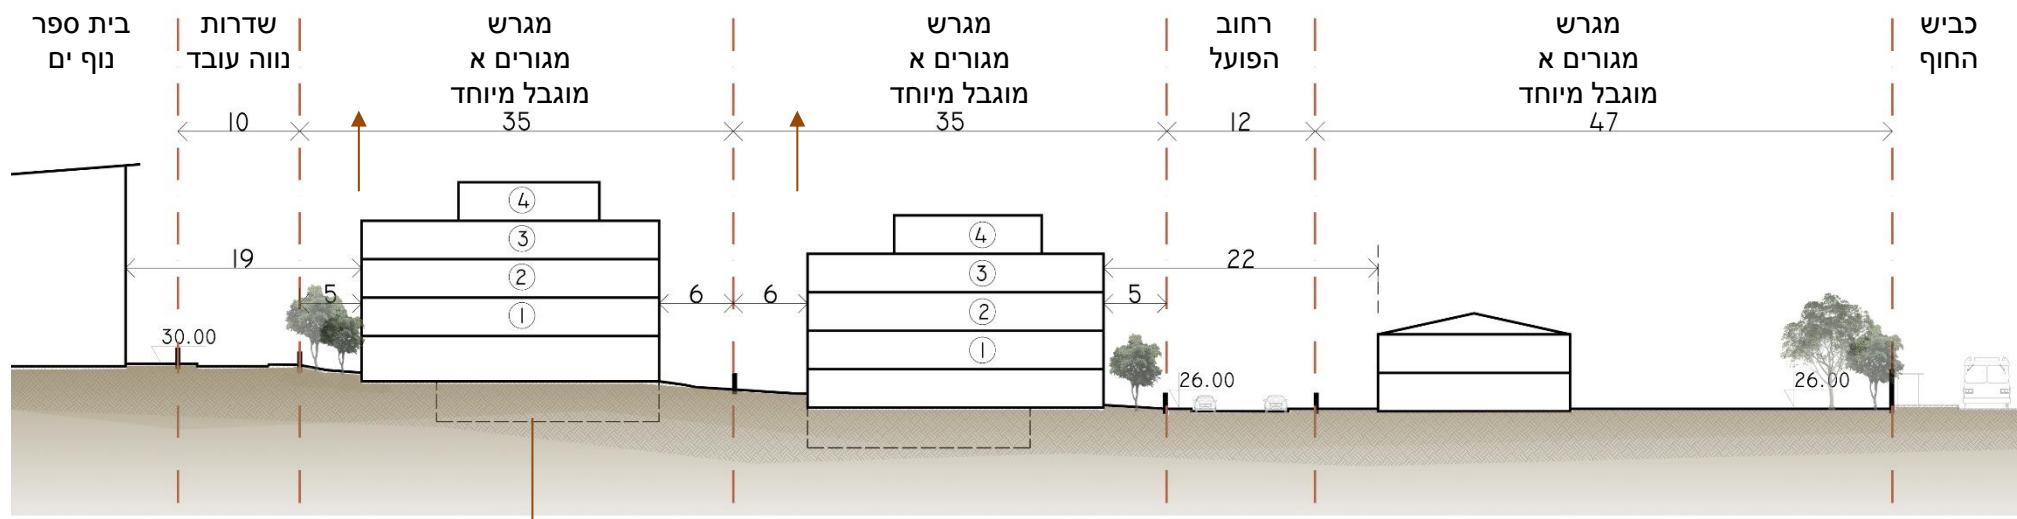 כביש
החוף
מגרש
מגורים א
מוגבל מיוחד
רחוב
הפועל
מגרש
מגורים א
מוגבל מיוחד
מגרש
מגורים א
מוגבל מיוחד
שדרות
נווה עובד
בית ספר
נוף ים
10
35
35
12
47
4
3
2
1
4
3
2
1
19
5
6
6
5
22
30.00
26.00
26.00